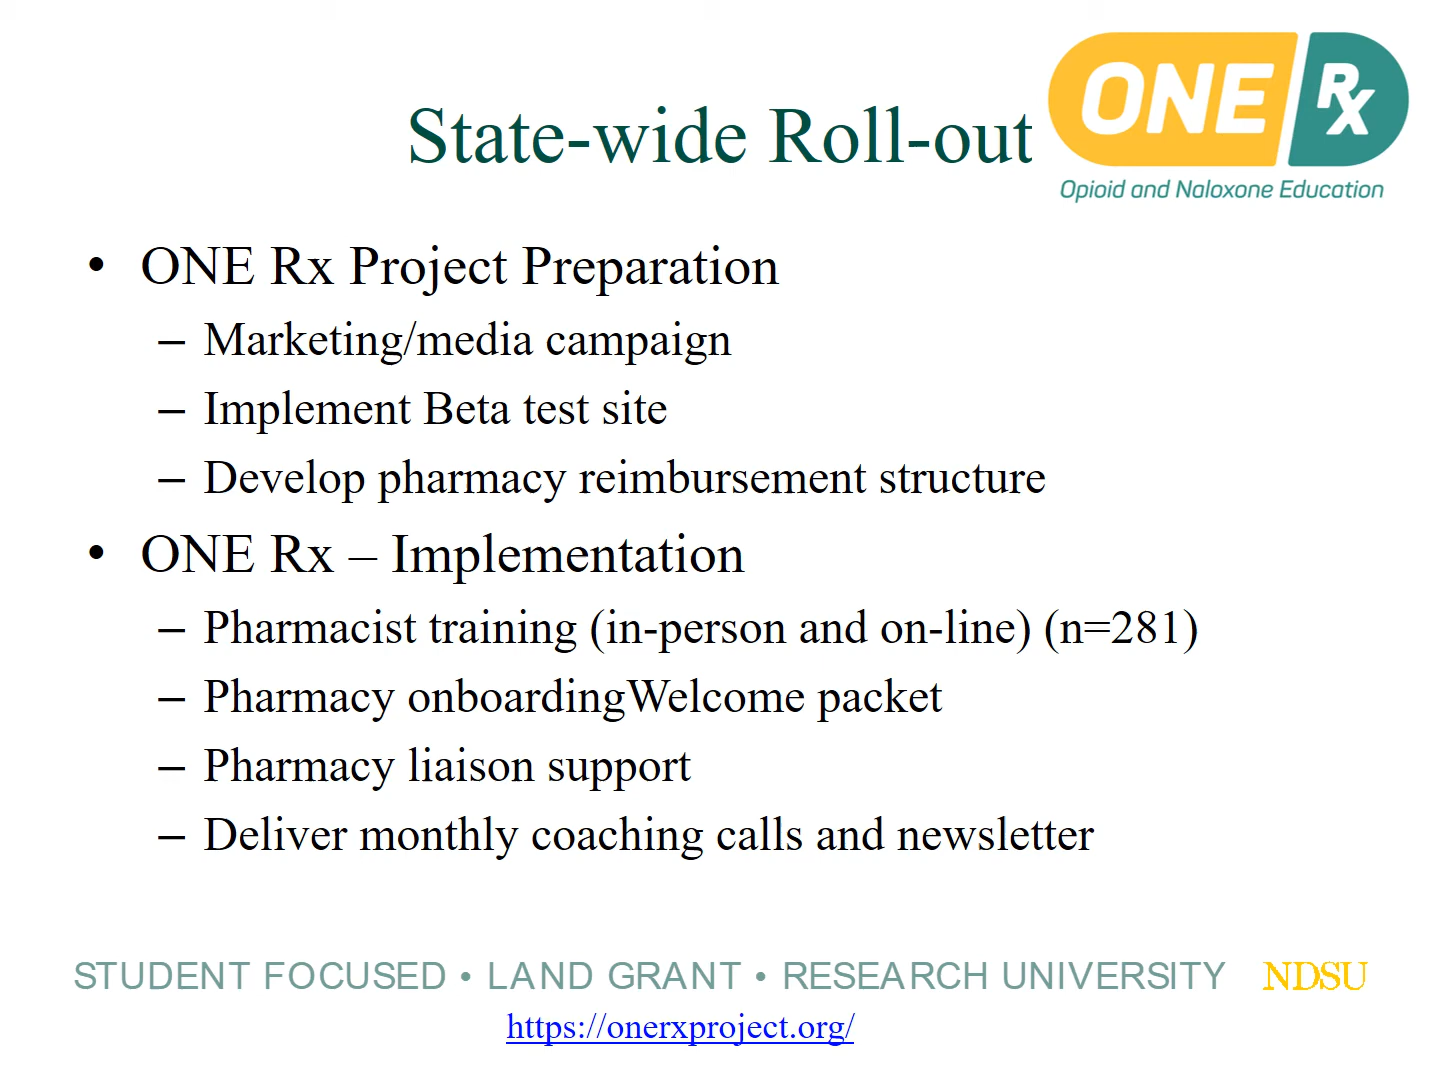 State-wide Roll-out
ONE Rx
Opioid and Naloxone Education
• ONE Rx Project Preparation
– Marketing/media campaign
– Implement Beta test site
– Develop pharmacy reimbursement structure
• ONE Rx – Implementation
– Pharmacist training (in-person and on-line) (n=281)
– Pharmacy onboardingWelcome packet
– Pharmacy liaison support
– Deliver monthly coaching calls and newsletter
STUDENT FOCUSED • LAND GRANT • RESEARCH UNIVERSITY NDSU
https://onerxproject.org/